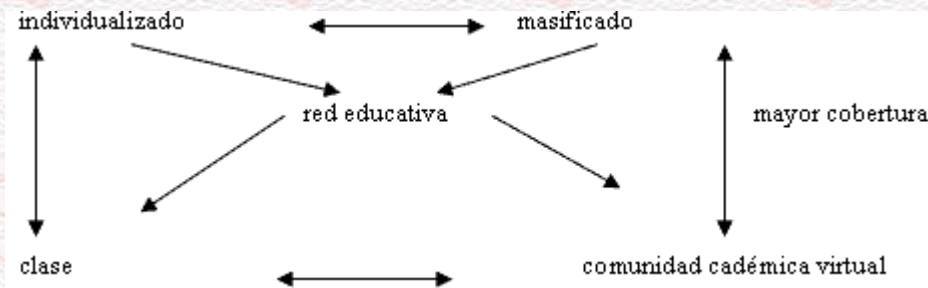 individualizado
masificado
red educativa
mayor cobertura
clase
comunidad cadémica virtual